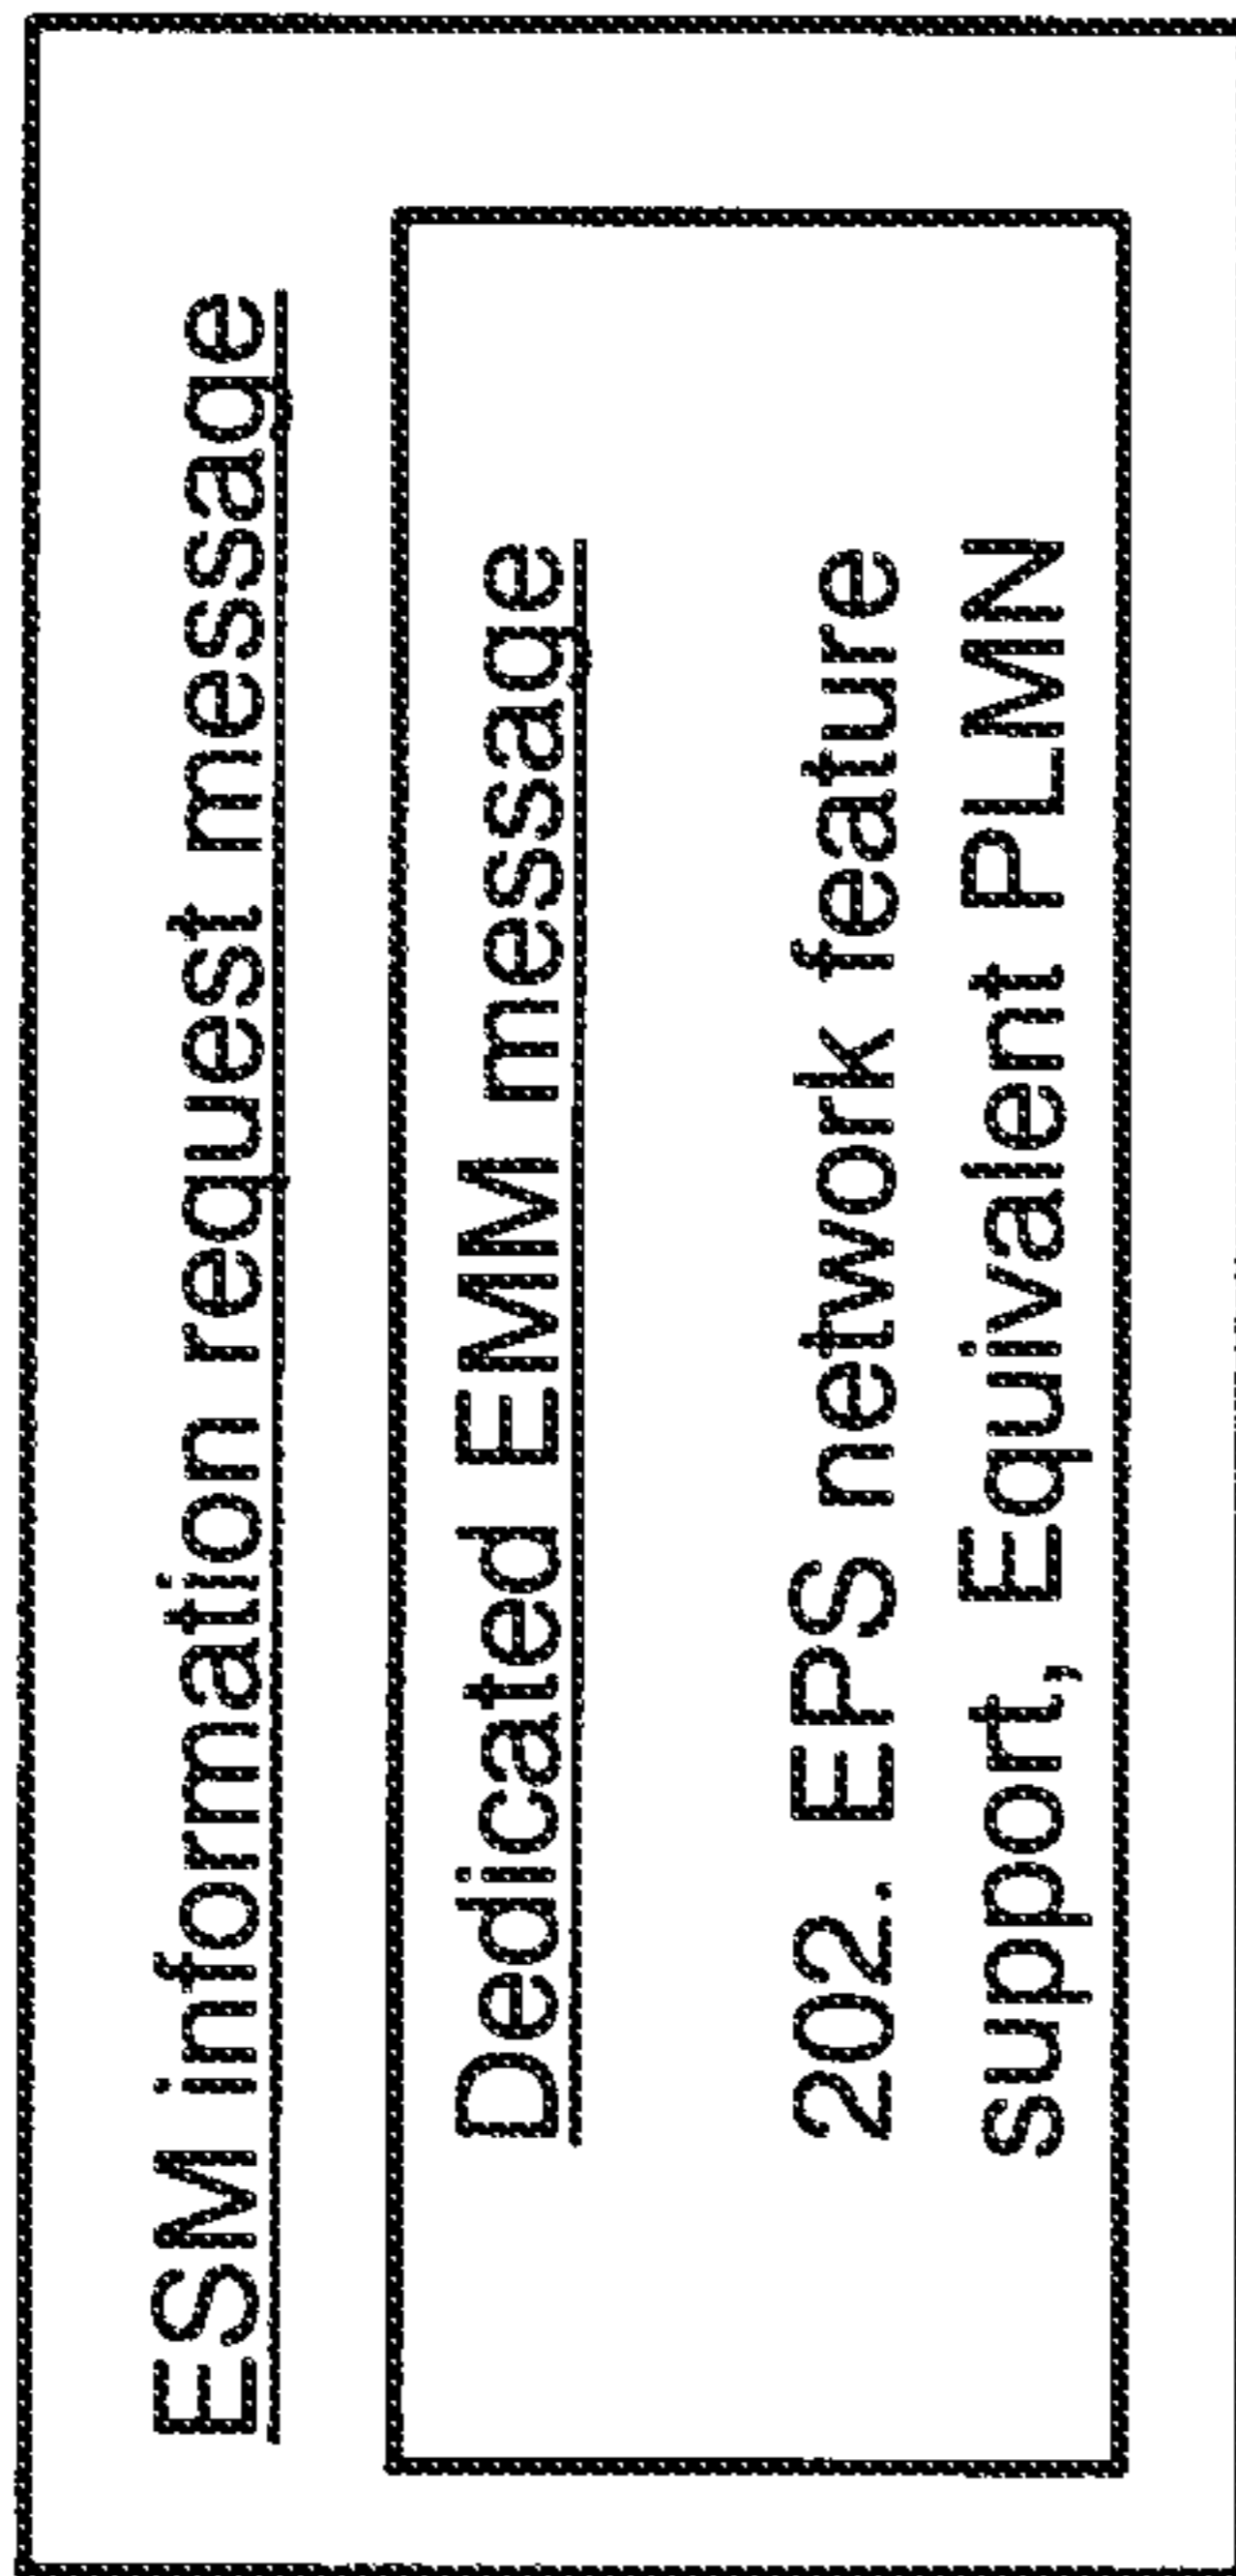 ESM information request message
Dedicated EMM message
202. EPS network feature
support, Equivalent PLMN